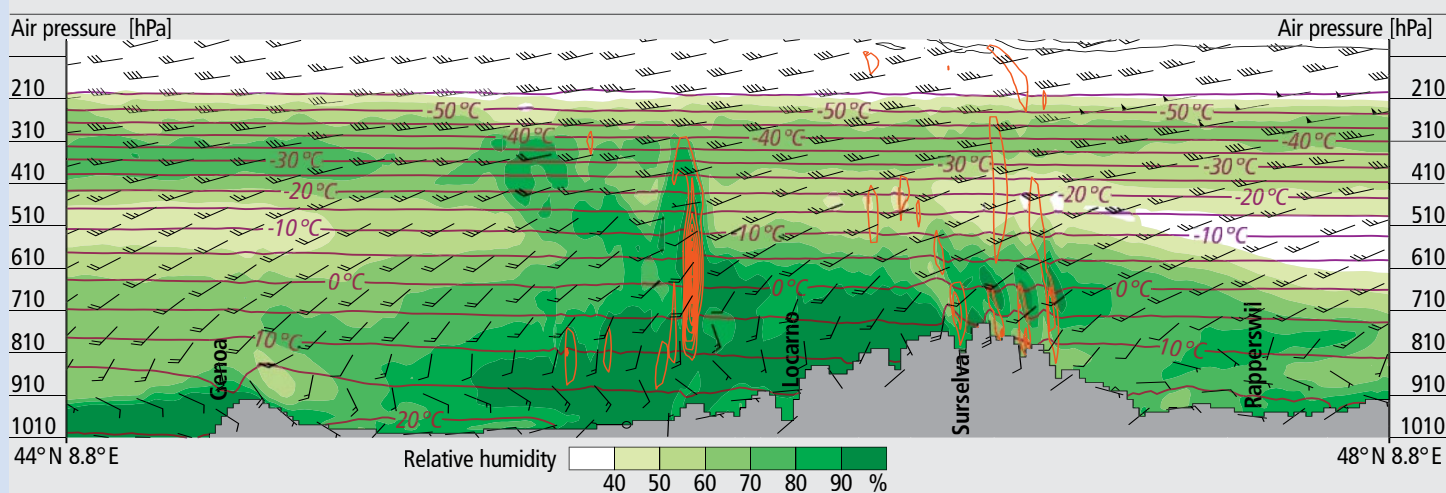 Air pressure [hPa] Air pressure [hPa]
210 210
-50°C -50°C -50°C
310 310
40°C -40°C -40°C
-30°C -30°C -30°C
410 410
-20°C -20°C -20°C
510 510
-10°C -10°C -10°C
610 610
0°C 0°C 0°C
710 710
10°C 10°C
810 810
Genoa Locarno Surselva Rapperswil
910 910
20°C
1010 1010
44° N 8.8° E 48° N 8.8° E
Relative humidity
40 50 60 70 80 90 %